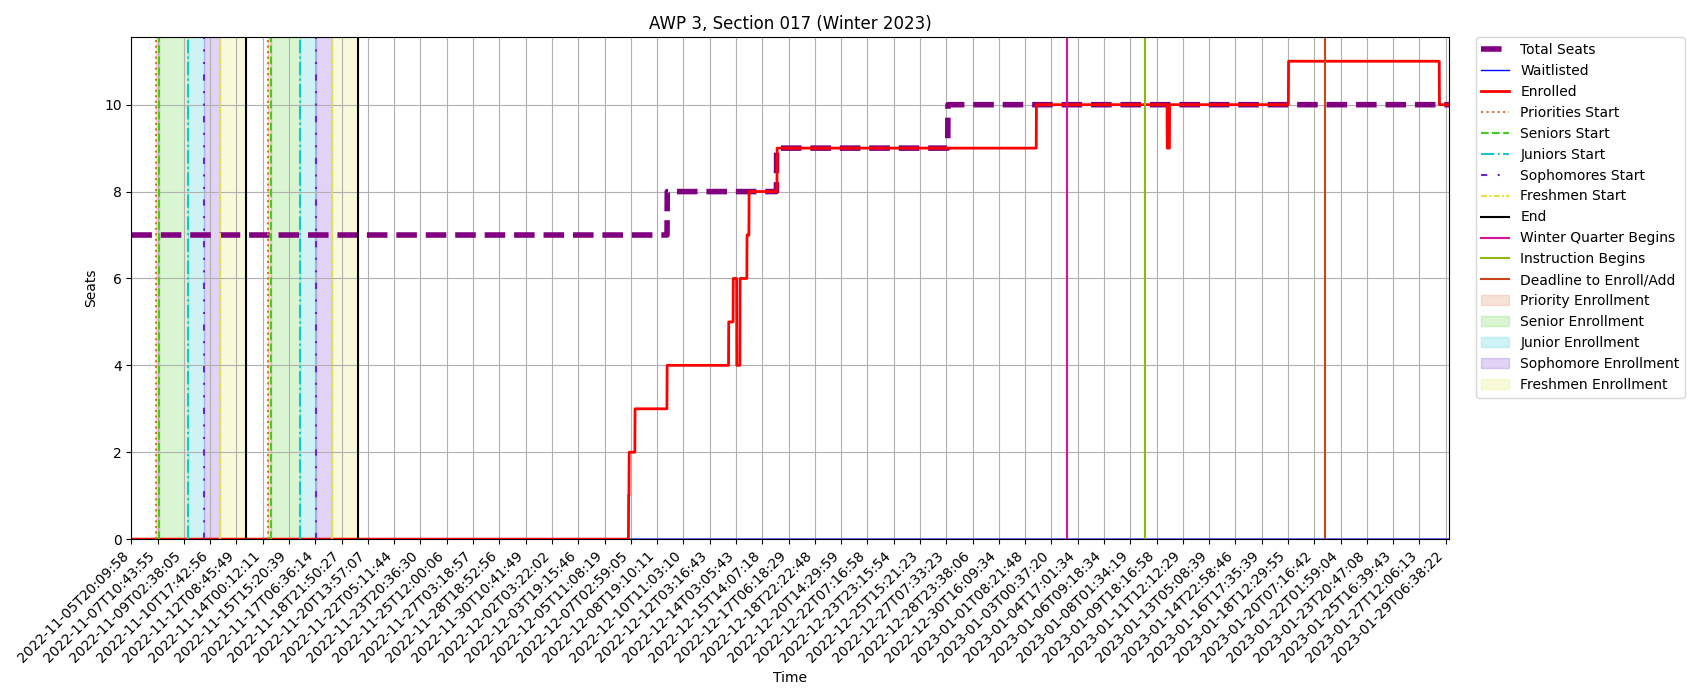 AWP 3, Section 017 (Winter 2023)
Seats
10
8
6
4
2
0
2022-11-05T20:09:58
2022-11-07T10:43:55
2022-11-09T02:38:05
2022-11-10T17:42:56
2022-11-12T08:45:49
2022-11-14T00:12:11
2022-11-15T15:20:39
2022-11-17T06:36:14
2022-11-18T21:50:27
2022-11-20T13:57:07
2022-11-22T05:11:44
2022-11-23T20:36:30
2022-11-25T12:00:06
2022-11-27T03:18:57
2022-11-28T18:52:56
2022-11-30T10:41:49
2022-12-02T03:22:02
2022-12-03T19:15:46
2022-12-05T11:08:19
2022-12-07T02:59:05
2022-12-08T19:10:11
2022-12-10T11:03:10
2022-12-12T03:16:43
2022-12-14T03:05:43
2022-12-15T14:07:18
2022-12-17T06:18:29
2022-12-18T22:22:48
2022-12-20T14:29:59
2022-12-22T07:16:58
2022-12-23T23:15:54
2022-12-25T15:21:23
2022-12-27T07:33:23
2022-12-28T23:38:06
2022-12-30T16:09:34
2023-01-01T08:21:48
2023-01-03T00:37:20
2023-01-04T17:01:34
2023-01-06T09:18:34
2023-01-08T01:34:19
2023-01-09T18:16:58
2023-01-11T12:12:29
2023-01-13T05:08:39
2023-01-14T22:58:46
2023-01-16T17:35:39
2023-01-18T12:29:55
2023-01-20T07:16:42
2023-01-22T01:59:04
2023-01-23T20:47:08
2023-01-25T16:39:43
2023-01-27T12:06:13
2023-01-29T06:38:22
Time
Total Seats
Waitlisted
Enrolled
Priorities Start
Seniors Start
Juniors Start
Sophomores Start
Freshmen Start
End
Winter Quarter Begins
Instruction Begins
Deadline to Enroll/Add
Priority Enrollment
Senior Enrollment
Junior Enrollment
Sophomore Enrollment
Freshmen Enrollment